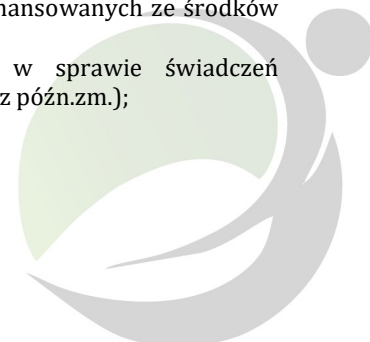 nansowanych ze środków
w sprawie świadczeń
z późn.zm.);